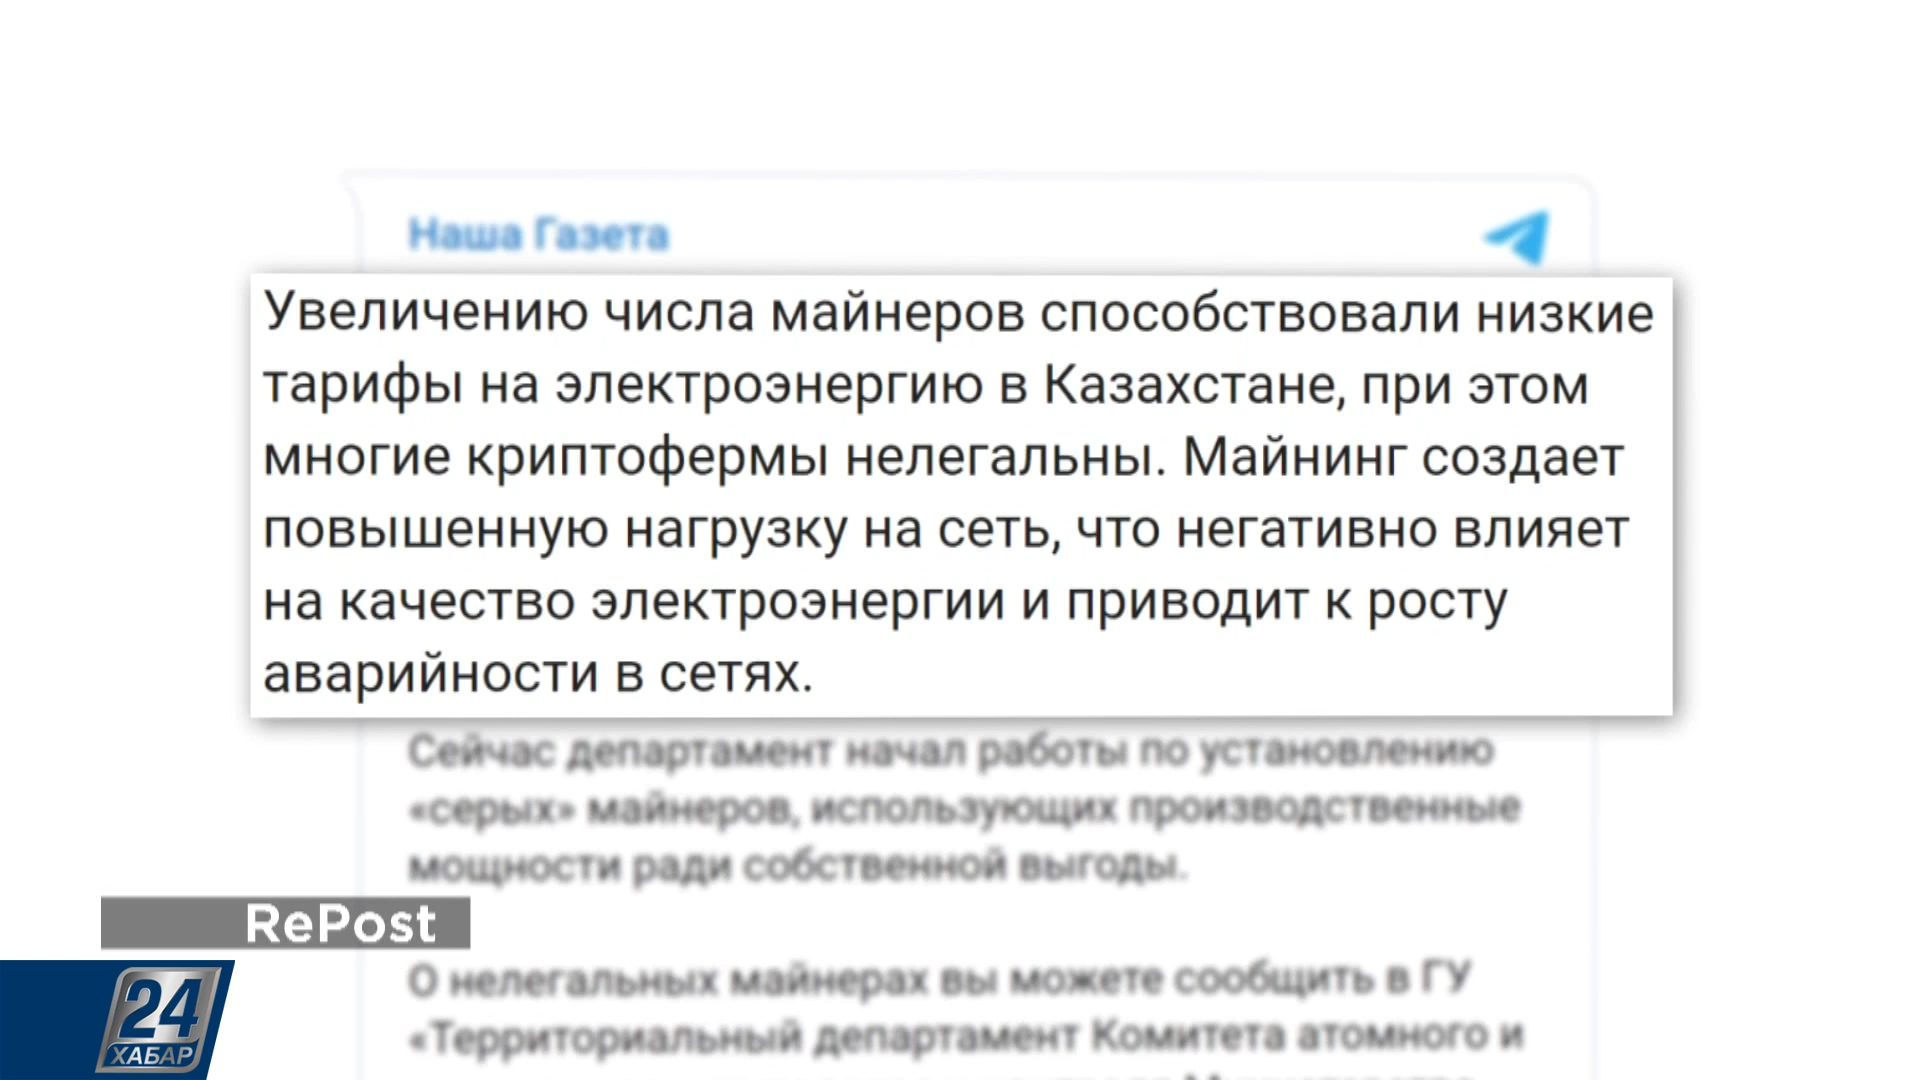 Наша Газета
Увеличению числа майнеров способствовали низкие
тарифы на электроэнергию в Казахстане, при этом
многие криптофермы нелегальны. Майнинг создает
повышенную нагрузку на сеть, что негативно влияет
на качество электроэнергии и приводит к росту
аварийности в сетях.
Сейчас департамент начал работы по установлению
«серых» майнеров, использующих производственные
мощности ради собственной выгоды.
RePost
О нелегальных майнерах вы можете сообщить в ГУ
«Территориальный департамент Комитета атомного и
24
ХАБАР